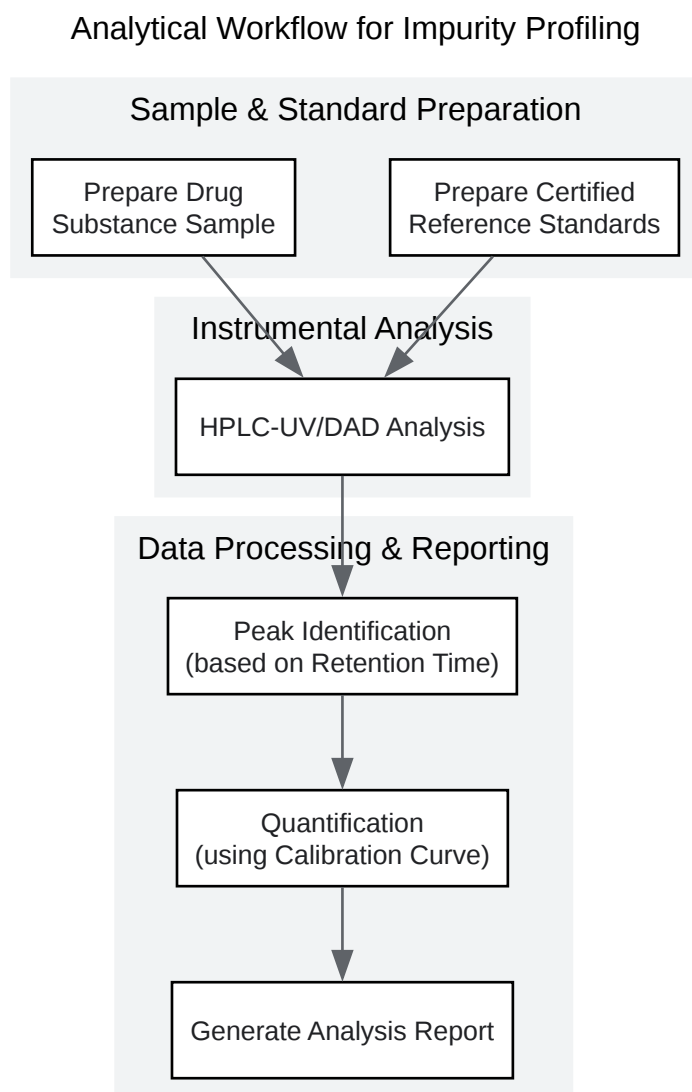 Analytical Workflow for Impurity Profiling
Sample & Standard Preparation
Prepare Drug
Substance Sample
Prepare Certified
Reference Standards
Instrumental Analysis
HPLC-UV/DAD Analysis
Data Processing & Reporting
Peak Identification
(based on Retention Time)
Quantification
(using Calibration Curve)
Generate Analysis Report